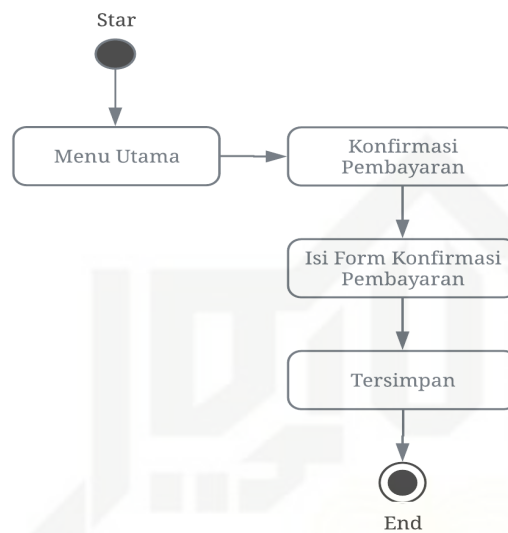 Star
Menu Utama
Konfirmasi
Pembayaran
Isi Form Konfirmasi
Pembayaran
Tersimpan
End